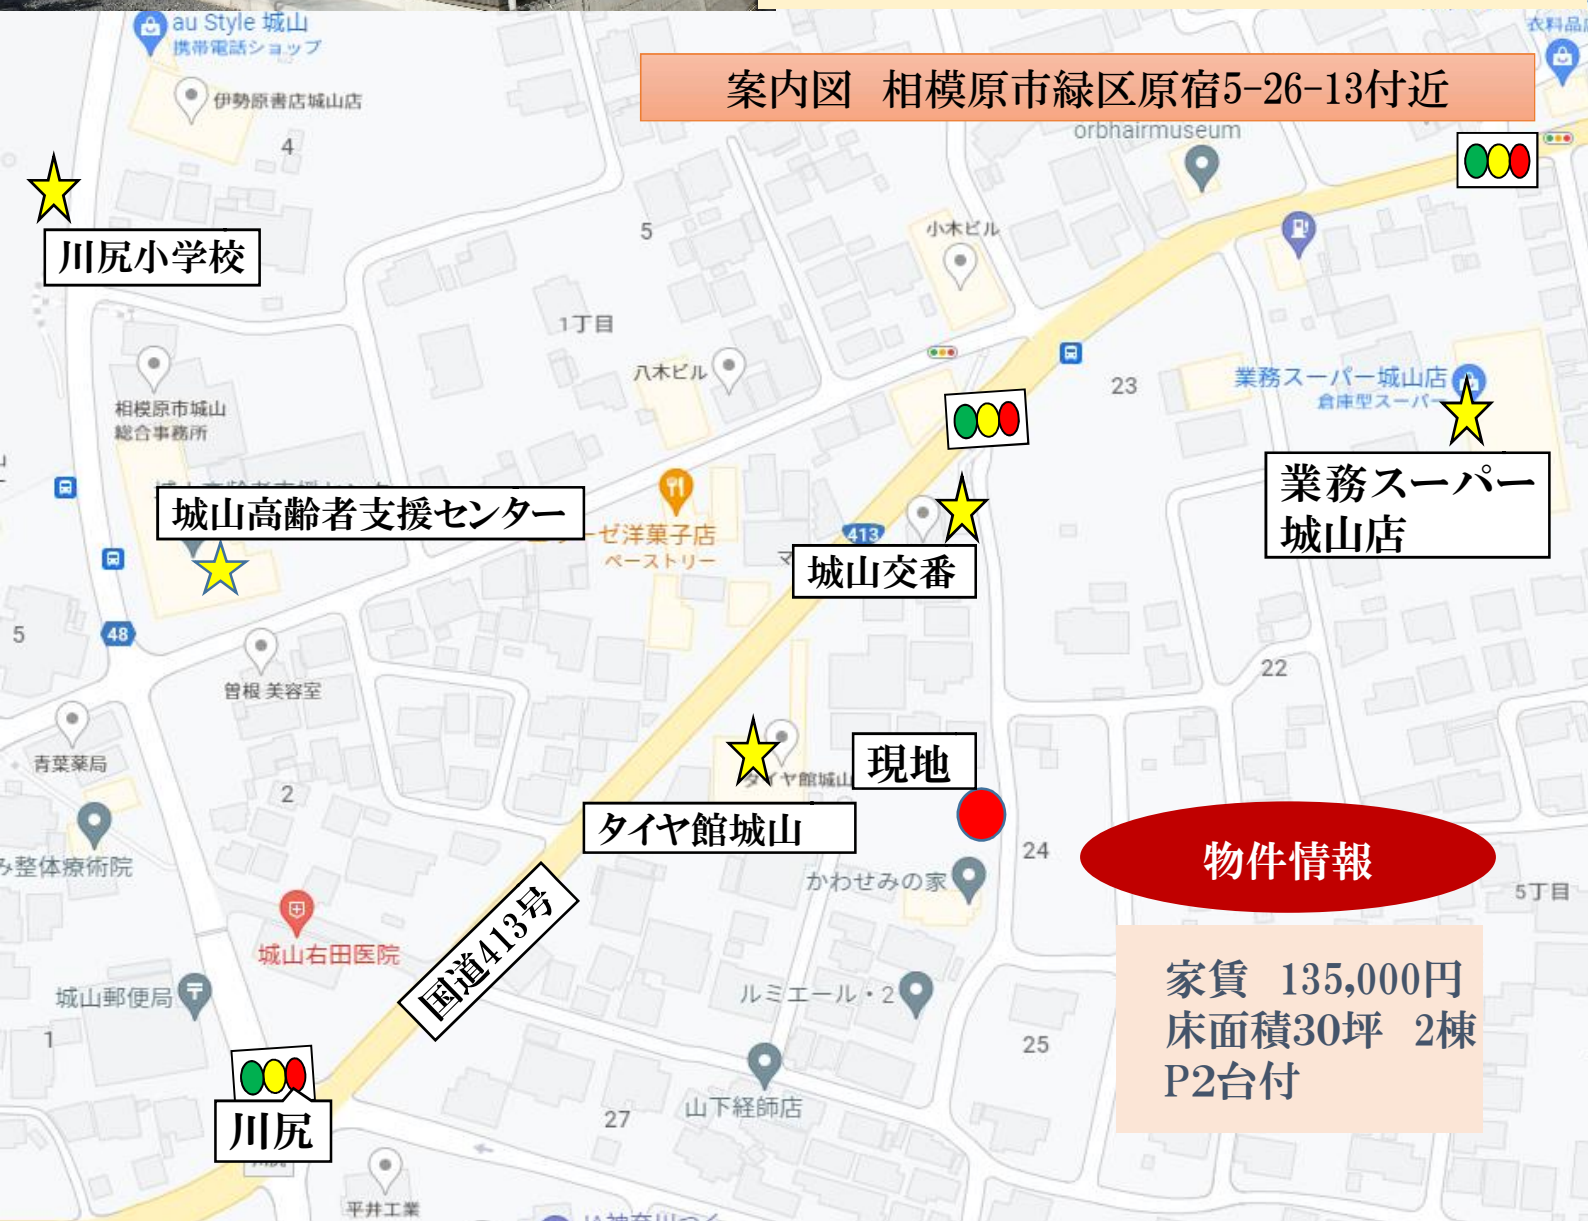 au Style 城山
携帯電話ショップ
衣料品
案内図 相模原市緑区原宿5-26-13付近
伊勢原書店城山店
orbhairmuseum
4
川尻小学校
5
小木ビル
1丁目
八木ビル
23
業務スーパー城山店
倉庫型スーパー
相模原市城山
総合事務所
業務スーパー
城山店
城山高齢者支援センター
ーゼ洋菓子店
ペーストリー
413
城山交番
5
48
曽根 美容室
22
青葉薬局
現地
タイヤ館城山
タイヤ館城山
2
み整体療術院
24
物件情報
かわせみの家
5丁目
国道413号
城山右田医院
城山郵便局
ルミエール・2
家賃 135,000円
床面積30坪 2棟
P2台付
1
25
川尻
山下経師店
27
平井工業